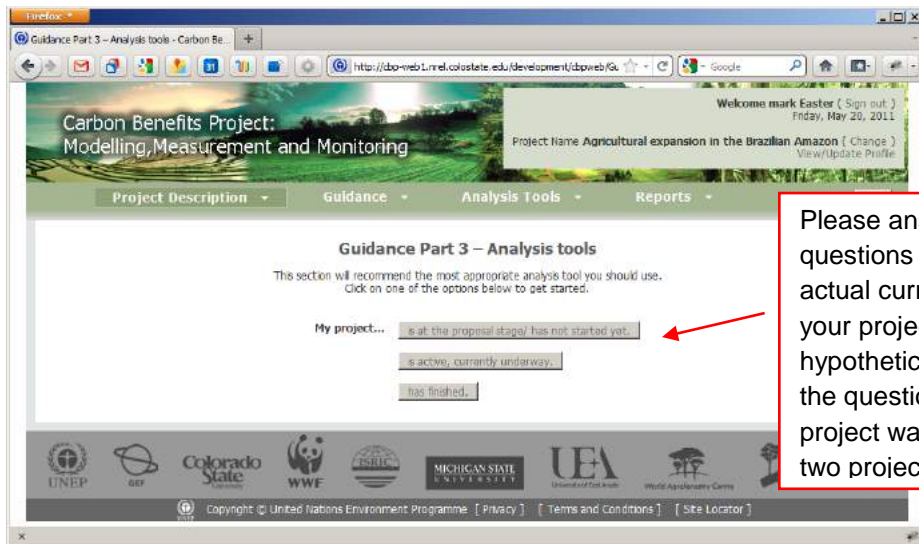 Firefox
Guidance Part 3 – Analysis tools - Carbon Be...
http://cbp-web1.nrel.colostate.edu/development/cbpweb/Gu
Google
Carbon Benefits Project:
Modelling,Measurement and Monitoring
Welcome mark Easter ( Sign out )
Friday, May 20, 2011
Project Name Agricultural expansion in the Brazilian Amazon ( Change )
View/Update Profile
Project Description
Guidance
Analysis Tools
Reports
Guidance Part 3 – Analysis tools
This section will recommend the most appropriate analysis tool you should use.
Click on one of the options below to get started.
My project...
is at the proposal stage/ has not started yet.
is active, currently underway.
has finished.
Please an
questions
actual curr
your proje
hypothetic
the questio
project wa
two projec
UNEP
GEF
Colorado State University
WWF
ISRIC
MICHIGAN STATE UNIVERSITY
UEA
World Agroforestry Centre
UNEP
Copyright © United Nations Environment Programme [ Privacy ] [ Terms and Conditions ] [ Site Locator ]